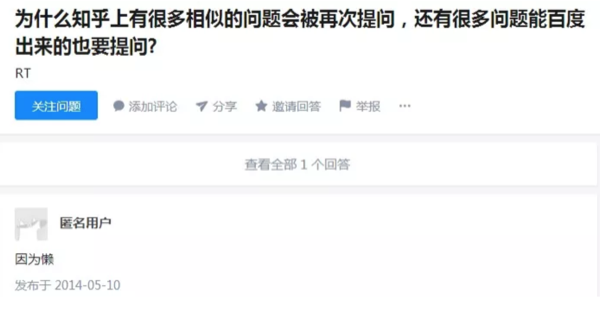 为什么知乎上有很多相似的问题会被再次提问，还有很多问题能百度
出来的也要提问?
RT
关注问题 添加评论 分享 邀请回答 举报 ···
查看全部 1 个回答
匿名用户
因为懒
发布于 2014-05-10